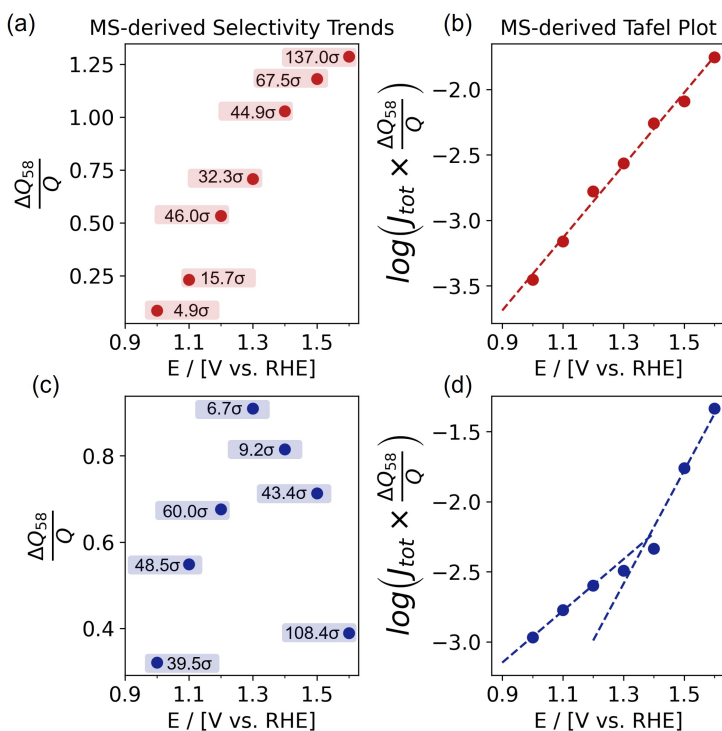 (a) MS-derived Selectivity Trends
1.25
1.00
0.75
0.50
0.25
ΔQ₅₈/Q
137.0σ
67.5σ
44.9σ
32.3σ
46.0σ
15.7σ
4.9σ
0.9 1.1 1.3 1.5
E / [V vs. RHE]
(b) MS-derived Tafel Plot
−2.0
−2.5
−3.0
−3.5
log(J_tot × ΔQ₅₈/Q)
0.9 1.1 1.3 1.5
E / [V vs. RHE]
(c)
0.8
0.6
0.4
ΔQ₅₈/Q
6.7σ
9.2σ
43.4σ
60.0σ
48.5σ
108.4σ
39.5σ
0.9 1.1 1.3 1.5
E / [V vs. RHE]
(d)
−1.5
−2.0
−2.5
−3.0
log(J_tot × ΔQ₅₈/Q)
0.9 1.1 1.3 1.5
E / [V vs. RHE]